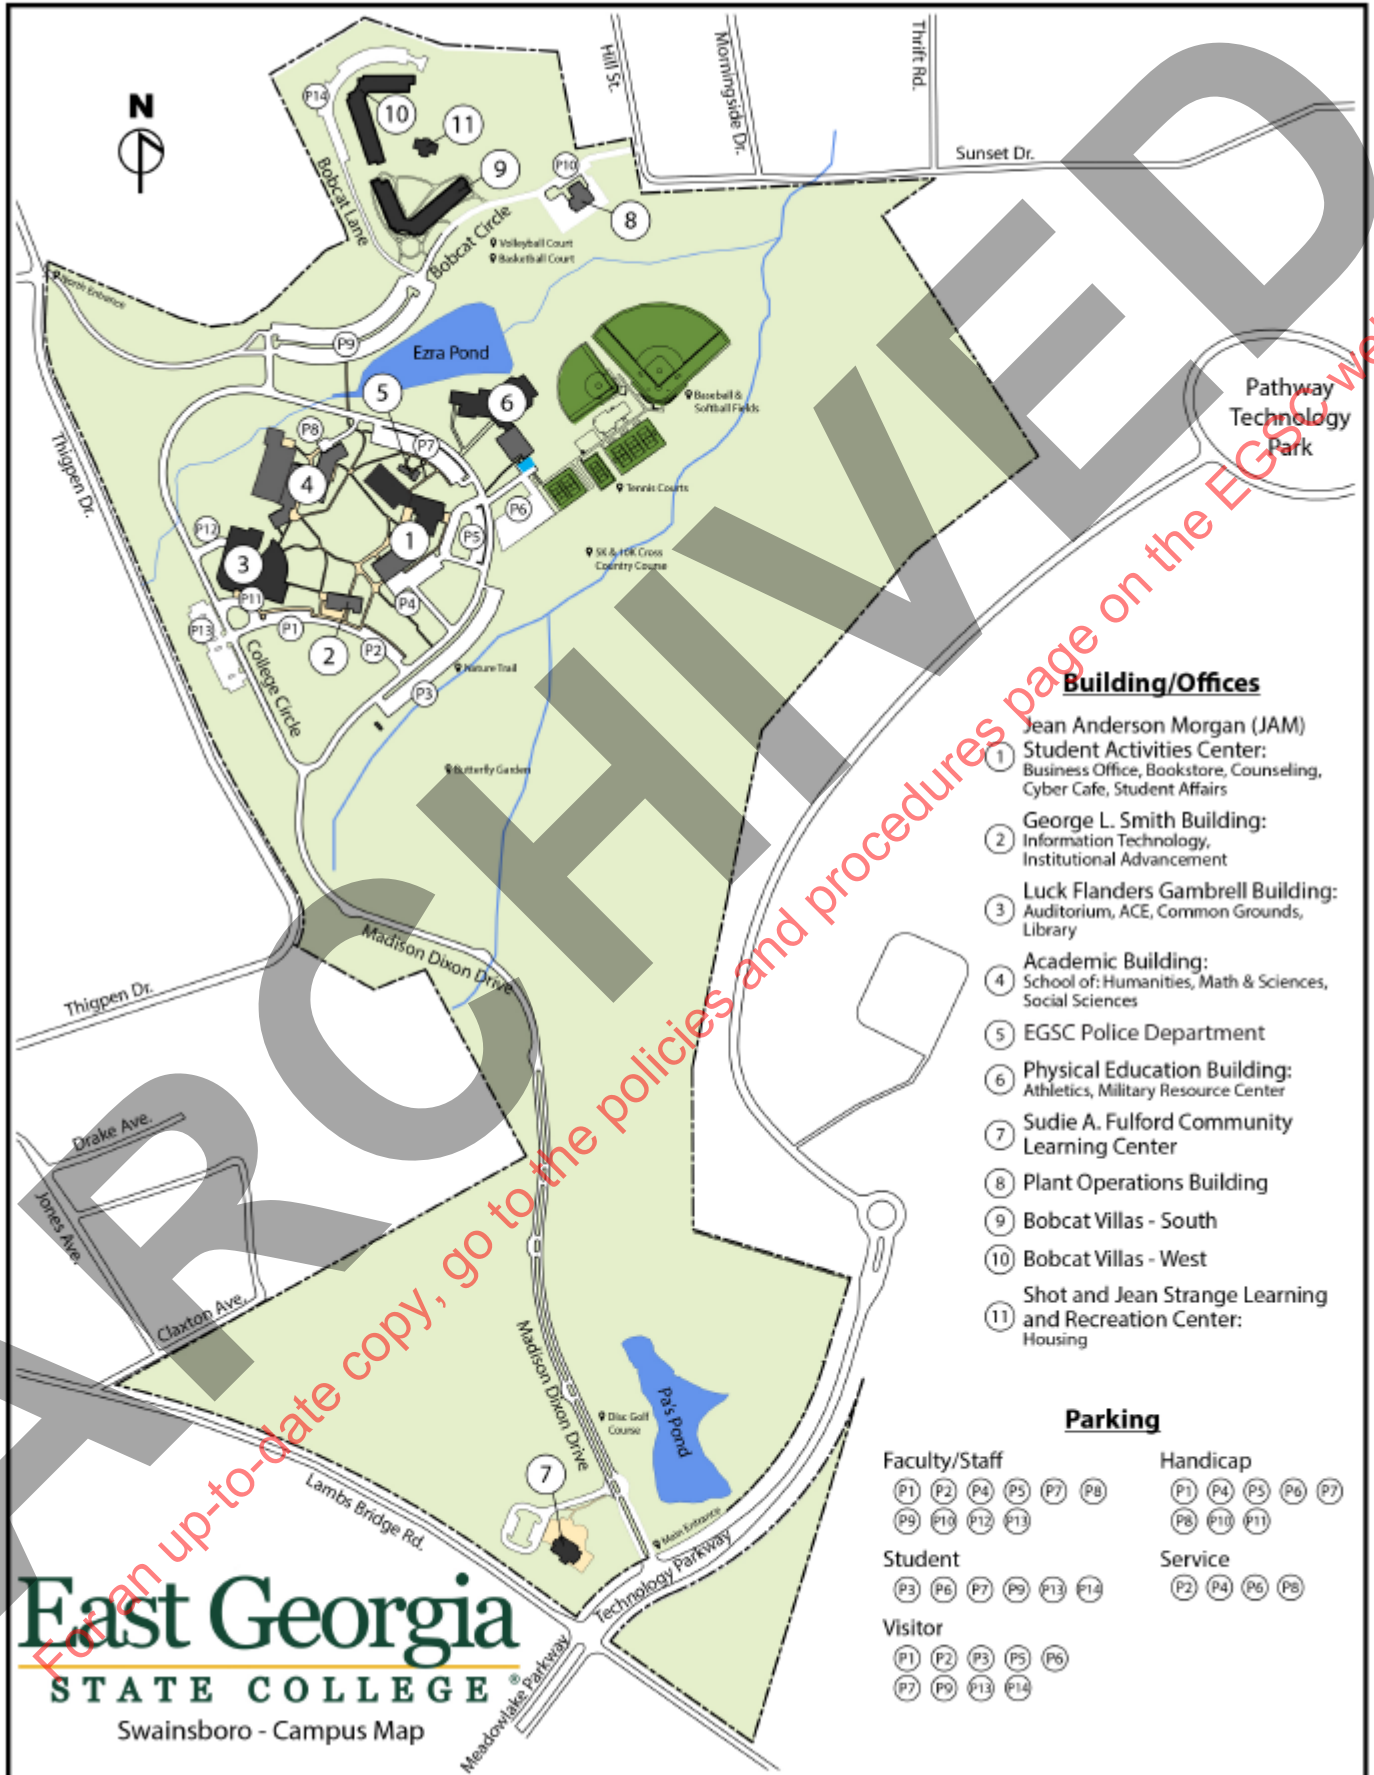 N
Hill St.
Morningside Dr.
Thrift Rd.
Sunset Dr.
P14
10
11
9
P10
8
Bobcat Lane
Bobcat Circle
Volleyball Court
Basketball Court
North Entrance
P9
Ezra Pond
5
6
Baseball &
Softball Fields
Pathway
Technology
Park
P8
P7
4
Tennis Courts
P6
Thigpen Dr.
P12
1
P5
3
5K & 10K Cross
Country Course
P11
P4
P13
P1
2
P2
College Circle
Nature Trail
P3
Butterfly Garden
Madison Dixon Drive
Thigpen Dr.
Drake Ave.
Jones Ave.
Claxton Ave.
Madison Dixon Drive
Disc Golf
Course
Pa's Pond
7
Main Entrance
Lambs Bridge Rd.
Technology Parkway
Meadowlake Parkway
Building/Offices
1 Jean Anderson Morgan (JAM)
Student Activities Center:
Business Office, Bookstore, Counseling,
Cyber Cafe, Student Affairs
2 George L. Smith Building:
Information Technology,
Institutional Advancement
3 Luck Flanders Gambrell Building:
Auditorium, ACE, Common Grounds,
Library
4 Academic Building:
School of: Humanities, Math & Sciences,
Social Sciences
5 EGSC Police Department
6 Physical Education Building:
Athletics, Military Resource Center
7 Sudie A. Fulford Community
Learning Center
8 Plant Operations Building
9 Bobcat Villas - South
10 Bobcat Villas - West
11 Shot and Jean Strange Learning
and Recreation Center:
Housing
Parking
Faculty/Staff
P1 P2 P4 P5 P7 P8
P9 P10 P12 P13
Handicap
P1 P4 P5 P6 P7
P8 P10 P11
Student
P3 P6 P7 P9 P13 P14
Service
P2 P4 P6 P8
Visitor
P1 P2 P3 P5 P6
P7 P9 P13 P14
East Georgia
STATE COLLEGE®
Swainsboro - Campus Map
ARCHIVED
For an up-to-date copy, go to the policies and procedures page on the EGSC